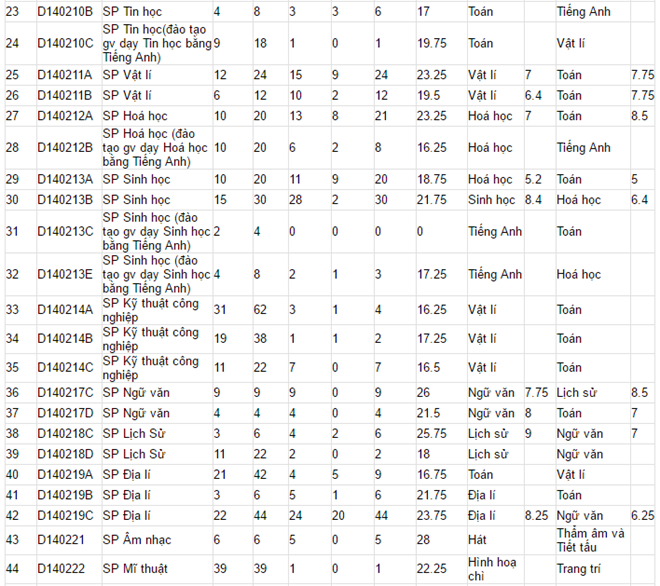 23 D140210B SP Tin học 4 8 3 3 6 17 Toán Tiếng Anh
SP Tin học(đào tạo
24 D140210C gv dạy Tin học bằng 9 18 1 0 1 19.75 Toán Vật lí
Tiếng Anh)
25 D140211A SP Vật lí 12 24 15 9 24 23.25 Vật lí 7 Toán 7.75
26 D140211B SP Vật lí 6 12 10 2 12 19.5 Vật lí 6.4 Toán 7.75
27 D140212A SP Hoá học 10 20 13 8 21 23.25 Hoá học 7 Toán 8.5
SP Hoá học (đào
28 D140212B tạo gv dạy Hoá học 10 20 6 2 8 16.25 Hoá học Tiếng Anh
bằng Tiếng Anh)
29 D140213A SP Sinh học 10 20 11 9 20 18.75 Hoá học 5.2 Toán 5
30 D140213B SP Sinh học 15 30 28 2 30 21.75 Sinh học 8.4 Hoá học 6.4
SP Sinh học (đào
31 D140213C tạo gv dạy Sinh học 2 4 0 0 0 0 Tiếng Anh Toán
bằng Tiếng Anh)
SP Sinh học (đào
32 D140213E tạo gv dạy Sinh học 4 8 2 1 3 17.25 Tiếng Anh Hoá học
bằng Tiếng Anh)
33 D140214A SP Kỹ thuật công 31 62 3 1 4 16.25 Vật lí Toán
nghiệp
34 D140214B SP Kỹ thuật công 19 38 1 1 2 17.25 Vật lí Toán
nghiệp
35 D140214C SP Kỹ thuật công 11 22 7 0 7 16.5 Vật lí Toán
nghiệp
36 D140217C SP Ngữ văn 9 9 9 0 9 26 Ngữ văn 7.75 Lịch sử 8.5
37 D140217D SP Ngữ văn 4 4 4 0 4 21.5 Ngữ văn 8 Toán 7
38 D140218C SP Lịch Sử 3 6 4 2 6 25.75 Lịch sử 9 Ngữ văn 7
39 D140218D SP Lịch Sử 11 22 2 0 2 18 Lịch sử Ngữ văn
40 D140219A SP Địa lí 21 42 4 5 9 16.75 Toán Vật lí
41 D140219B SP Địa lí 3 6 5 1 6 21.75 Địa lí Toán
42 D140219C SP Địa lí 22 44 24 20 44 23.75 Địa lí 8.25 Ngữ văn 6.25
43 D140221 SP Âm nhạc 6 6 5 0 5 28 Hát Thẩm âm và
Tiết tấu
44 D140222 SP Mĩ thuật 39 39 1 0 1 22.25 Hình hoạ Trang trí
chì